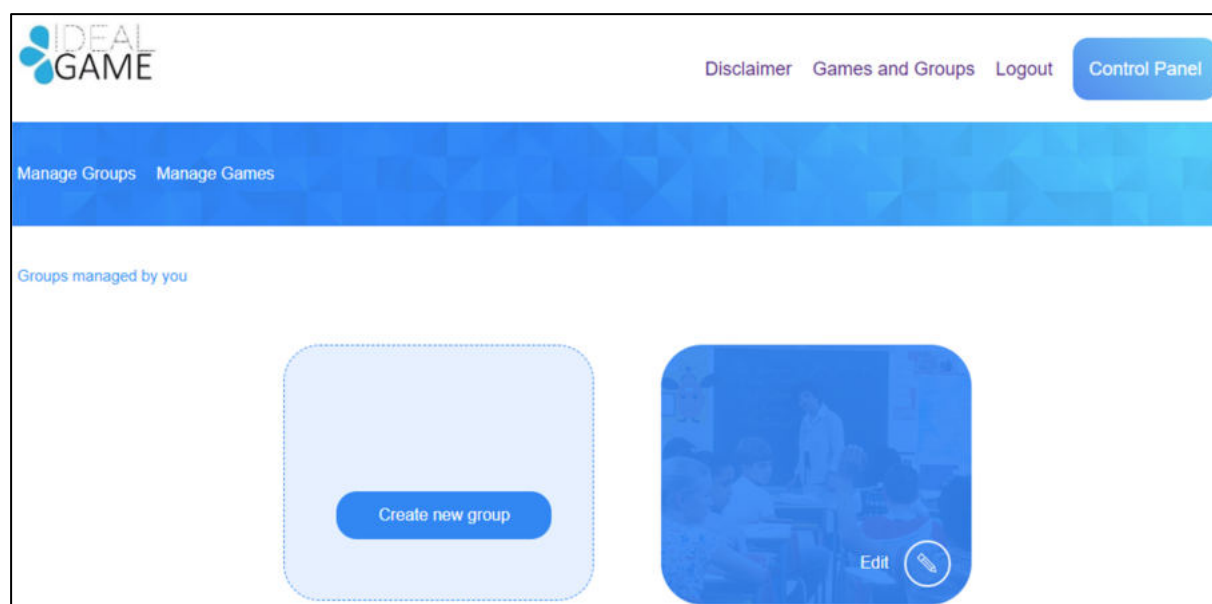 IDEAL
GAME
Disclaimer Games and Groups Logout Control Panel
Manage Groups Manage Games
Groups managed by you
Create new group
Edit